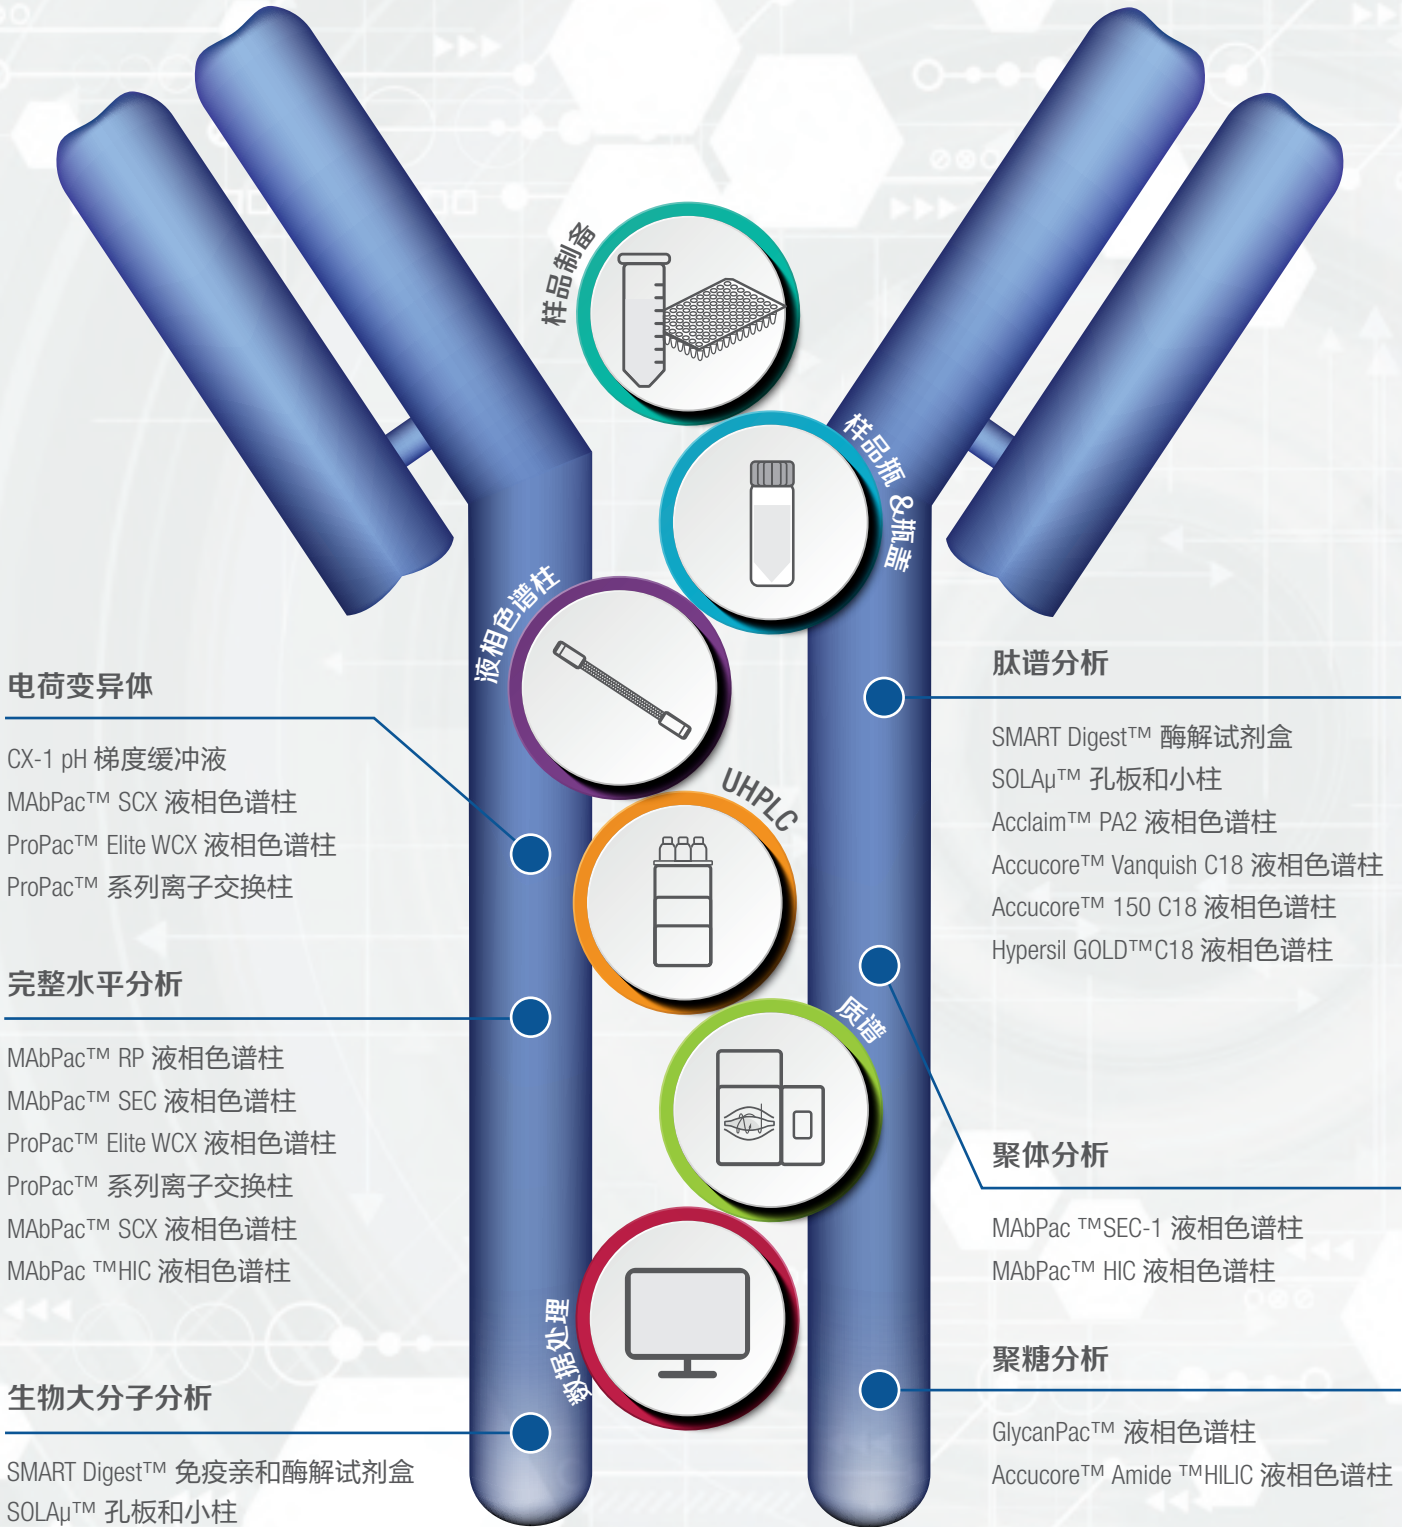 样品制备
样品瓶 &瓶盖
液相色谱柱
UHPLC
质谱
数据处理
电荷变异体
CX-1 pH 梯度缓冲液
MAbPac™ SCX 液相色谱柱
ProPac™ Elite WCX 液相色谱柱
ProPac™ 系列离子交换柱
完整水平分析
MAbPac™ RP 液相色谱柱
MAbPac™ SEC 液相色谱柱
ProPac™ Elite WCX 液相色谱柱
ProPac™ 系列离子交换柱
MAbPac™ SCX 液相色谱柱
MAbPac ™HIC 液相色谱柱
生物大分子分析
SMART Digest™ 免疫亲和酶解试剂盒
SOLAμ™ 孔板和小柱
肽谱分析
SMART Digest™ 酶解试剂盒
SOLAμ™ 孔板和小柱
Acclaim™ PA2 液相色谱柱
Accucore™ Vanquish C18 液相色谱柱
Accucore™ 150 C18 液相色谱柱
Hypersil GOLD™C18 液相色谱柱
聚体分析
MAbPac ™SEC-1 液相色谱柱
MAbPac™ HIC 液相色谱柱
聚糖分析
GlycanPac™ 液相色谱柱
Accucore™ Amide ™HILIC 液相色谱柱